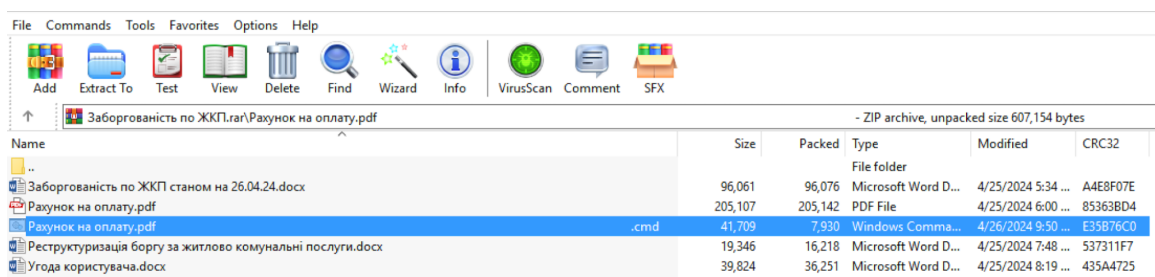 File Commands Tools Favorites Options Help
Add Extract To Test View Delete Find Wizard Info VirusScan Comment SFX
Заборгованість по ЖКП.rar\Рахунок на оплату.pdf - ZIP archive, unpacked size 607,154 bytes
Name Size Packed Type Modified CRC32
.. File folder
Заборгованість по ЖКП станом на 26.04.24.docx 96,061 96,076 Microsoft Word D... 4/25/2024 5:34 ... A4E8F07E
Рахунок на оплату.pdf 205,107 205,142 PDF File 4/25/2024 6:00 ... 85363BD4
Рахунок на оплату.pdf .cmd 41,709 7,930 Windows Comma... 4/26/2024 9:50 ... E35B76C0
Реструктуризація боргу за житлово комунальні послуги.docx 19,346 16,218 Microsoft Word D... 4/25/2024 7:48 ... 537311F7
Угода користувача.docx 39,824 36,251 Microsoft Word D... 4/25/2024 8:19 ... 435A4725